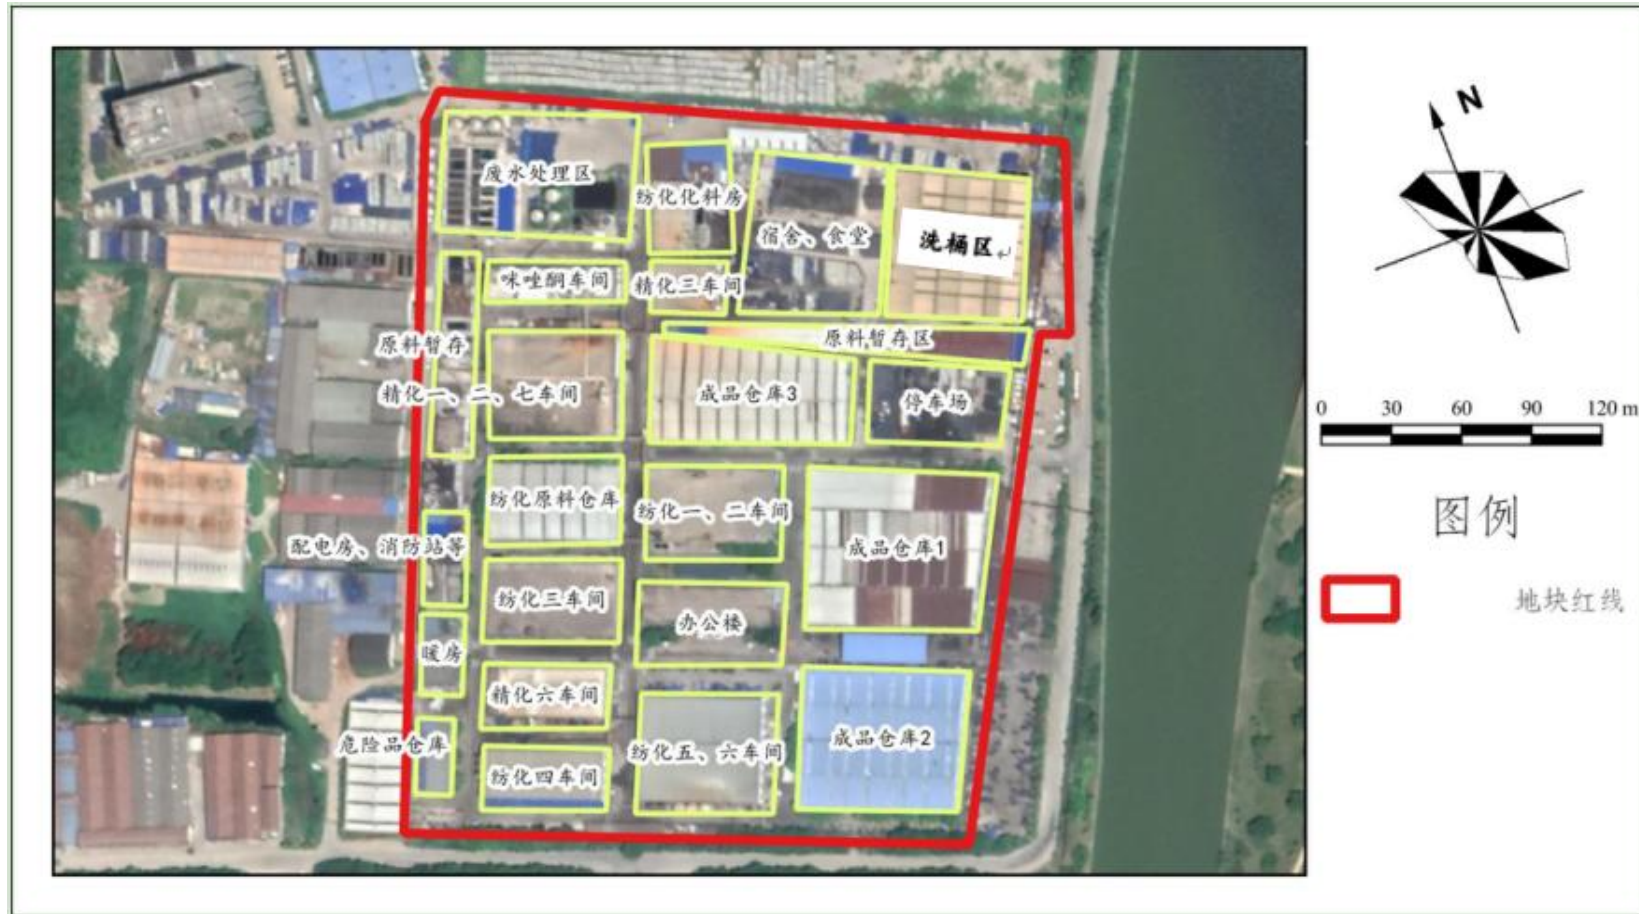 N
废水处理区
纺化化料房
宿舍、食堂
洗桶区↵
咪唑酮车间
精化三车间
原料暂存
原料暂存区
精化一、二、七车间
成品仓库3
停车场
0 30 60 90 120 m
纺化原料仓库
纺化一、二车间
图例
配电房、消防站等
成品仓库1
纺化三车间
地块红线
办公楼
暖房
精化六车间
危险品仓库
纺化五、六车间
成品仓库2
纺化四车间